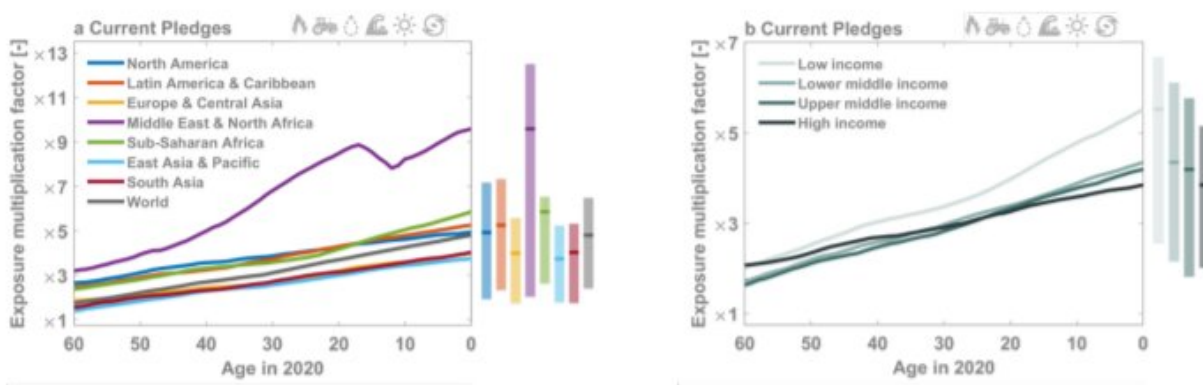 a Current Pledges
Exposure multiplication factor [-]
×13
×11
×9
×7
×5
×3
×1
North America
Latin America & Caribbean
Europe & Central Asia
Middle East & North Africa
Sub-Saharan Africa
East Asia & Pacific
South Asia
World
60 50 40 30 20 10 0
Age in 2020
b Current Pledges
Exposure multiplication factor [-]
×7
×5
×3
×1
Low income
Lower middle income
Upper middle income
High income
60 50 40 30 20 10 0
Age in 2020